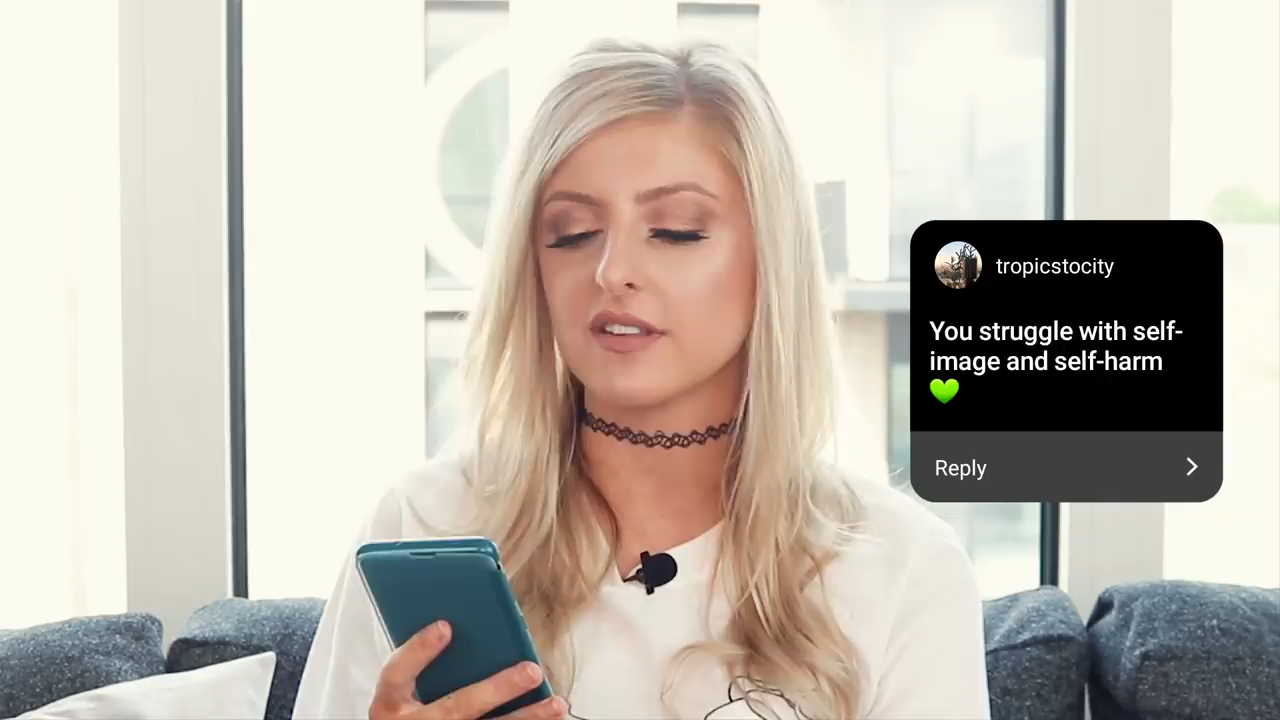 tropicstocity
You struggle with self-
image and self-harm
💚
Reply